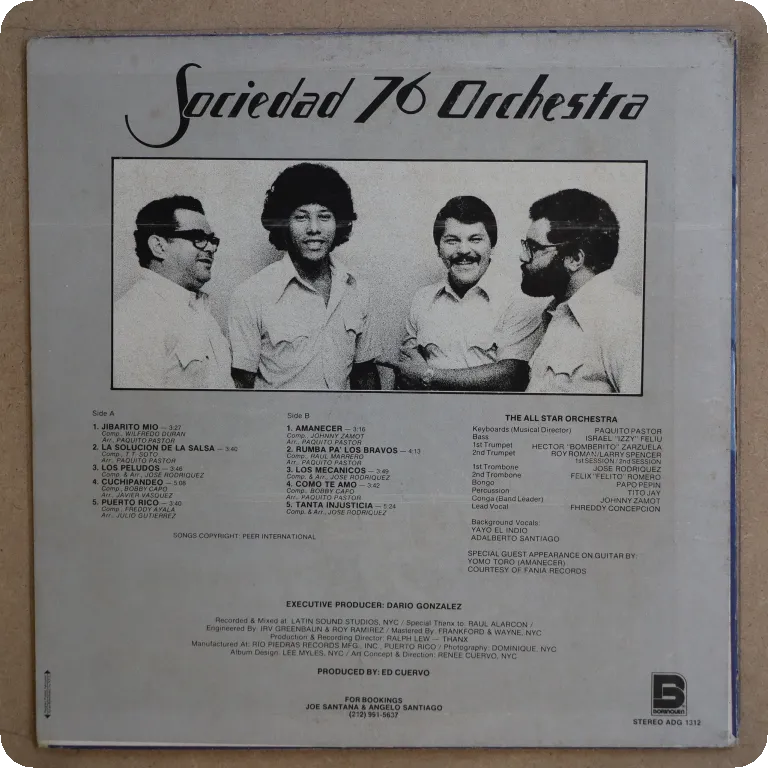 Sociedad 76 Orchestra
Side A
1. JIBARITO MIO — 3:27
Comp., WILFREDO DURAN
Arr., PAQUITO PASTOR
2. LA SOLUCION DE LA SALSA — 3:40
Comp., T.F. SOTO
Arr., PAQUITO PASTOR
3. LOS PELUDOS — 3:46
Comp. & Arr., JOSE RODRIQUEZ
4. CUCHIPANDEO — 5:08
Comp., BOBBY CAPO
Arr., JAVIER VASQUEZ
5. PUERTO RICO — 3:40
Comp., FREDDY AYALA
Arr., JULIO GUTIERREZ
Side B
1. AMANECER — 3:16
Comp., JOHNNY ZAMOT
Arr., PAQUITO PASTOR
2. RUMBA PA' LOS BRAVOS — 4:13
Comp., RAUL MARRERO
Arr., PAQUITO PASTOR
3. LOS MECANICOS — 3:49
Comp. & Arr., JOSE RODRIQUEZ
4. COMO TE AMO — 3:42
Comp., BOBBY CAPO
Arr., PAQUITO PASTOR
5. TANTA INJUSTICIA — 5:24
Comp. & Arr., JOSE RODRIQUEZ
SONGS COPYRIGHT: PEER INTERNATIONAL
THE ALL STAR ORCHESTRA
Keyboards (Musical Director) PAQUITO PASTOR
Bass ISRAEL "IZZY" FELIU
1st Trumpet HECTOR "BOMBERITO" ZARZUELA
2nd Trumpet ROY ROMAN/LARRY SPENCER
1st SESSION / 2nd SESSION
1st Trombone JOSE RODRIQUEZ
2nd Trombone FELIX "FELITO" ROMERO
Bongo PAPO PEPIN
Percussion TITO JAY
Conga (Band Leader) JOHNNY ZAMOT
Lead Vocal FHREDDY CONCEPCION
Background Vocals:
YAYO EL INDIO
ADALBERTO SANTIAGO
SPECIAL GUEST APPEARANCE ON GUITAR BY:
YOMO TORO (AMANECER)
COURTESY OF FANIA RECORDS
EXECUTIVE PRODUCER: DARIO GONZALEZ
Recorded & Mixed at: LATIN SOUND STUDIOS, NYC / Special Thenx to: RAUL ALARCON /
Engineered By: IRV GREENBAUN & ROY RAMIREZ / Mastered By: FRANKFORD & WAYNE, NYC
Production & Recording Director: RALPH LEW — THANX
Manufactured At: RIO PIEDRAS RECORDS MFG., INC., PUERTO RICO / Photography: DOMINIQUE, NYC
Album Design: LEE MYLES, NYC / Art Concept & Direction: RENEE CUERVO, NYC
PRODUCED BY: ED CUERVO
FOR BOOKINGS
JOE SANTANA & ANGELO SANTIAGO
(212) 991-5637
B
BORINQUEN
STEREO ADG 1312